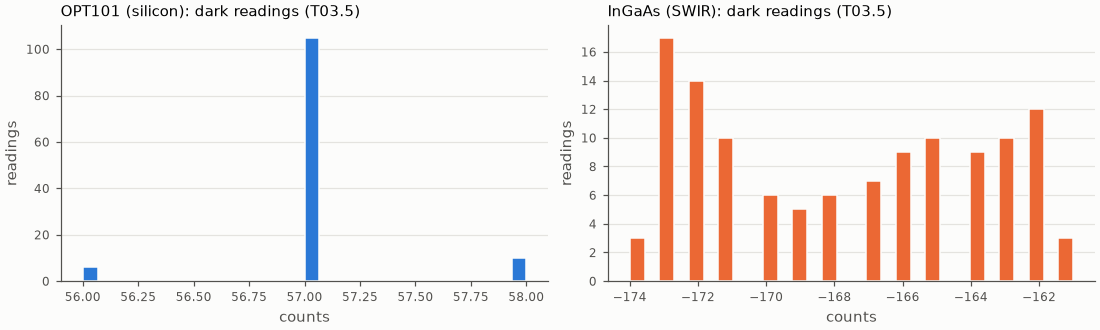 OPT101 (silicon): dark readings (T03.5)
readings
100
80
60
40
20
0
56.00 56.25 56.50 56.75 57.00 57.25 57.50 57.75 58.00
counts
InGaAs (SWIR): dark readings (T03.5)
readings
16
14
12
10
8
6
4
2
0
−174 −172 −170 −168 −166 −164 −162
counts